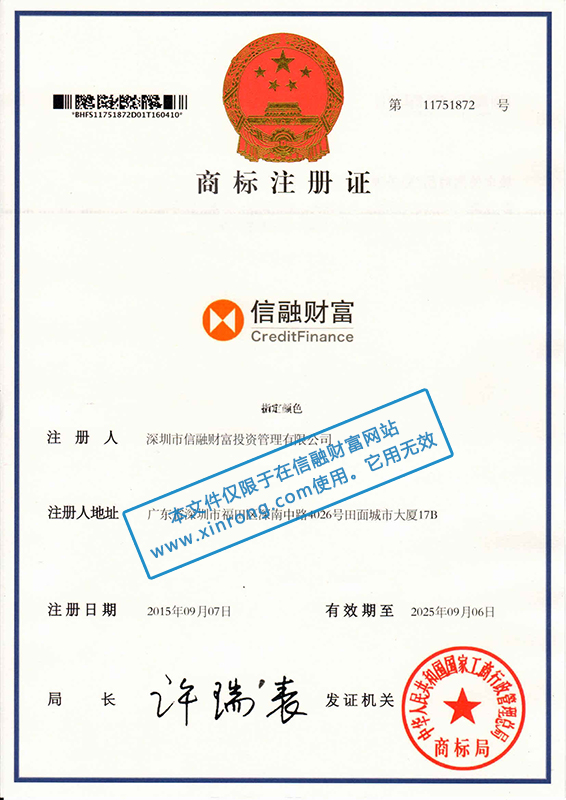 *BHFS11751872D01T160410*
第 11751872 号
商标注册证
信融财富
CreditFinance
指定颜色
注册人 深圳市信融财富投资管理有限公司
注册人地址 广东省深圳市福田区深南中路4026号田面城市大厦17B
本文件仅限于在信融财富网站
www.xinrong.com使用。它用无效
注册日期 2015年09月07日 有效期至 2025年09月06日
局长 许瑞表 发证机关
中华人民共和国国家工商行政管理总局
商标局